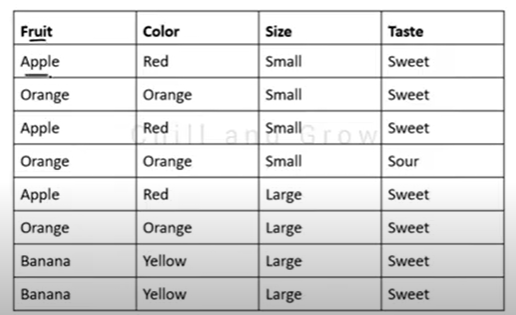 Fruit Color Size Taste
Apple Red Small Sweet
Orange Orange Small Sweet
Apple Red Small Sweet
Chill and Grow
Orange Orange Small Sour
Apple Red Large Sweet
Orange Orange Large Sweet
Banana Yellow Large Sweet
Banana Yellow Large Sweet